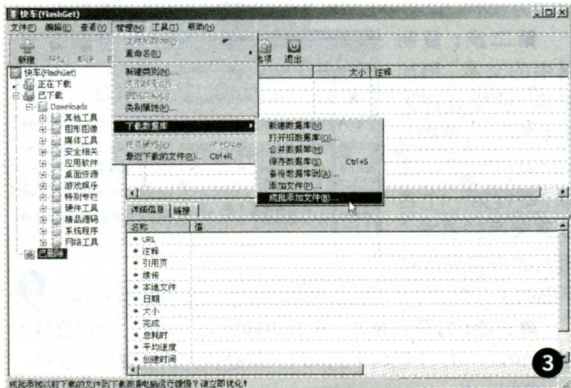 快车(FlashGet)
文件(F) 编辑(E) 查看(V) 管理(M) 工具(T) 帮助(H)
重命名(R)
新建类别(N)...
类别属性(P)...
下载数据库
最近下载的文件(R)... Ctrl+R
新建数据库(N)
打开旧数据库(O)...
合并数据库(M)
保存数据库(S) Ctrl+S
备份数据库到(A)...
添加文件(F)...
成批添加文件(B)...
新建
选项 退出
大小 注释
快车(FlashGet)
正在下载
已下载
Downloads
其他工具
图形图像
媒体工具
安全相关
应用软件
桌面资源
游戏娱乐
特别专栏
硬件工具
精品源码
系统程序
网络工具
已删除
详细信息 链接
名称 值
URL
注释
引用页
续传
本地文件
日期
大小
完成
总耗时
平均速度
创建时间
3